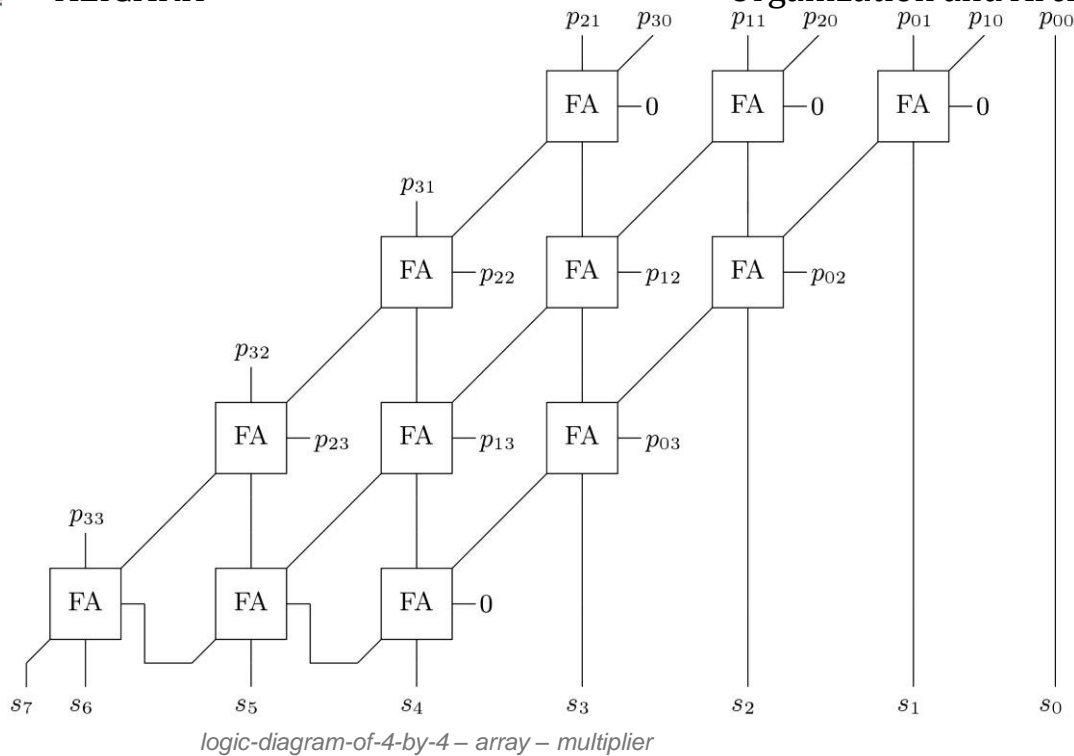 p21 p30 p11 p20 p01 p10 p00
FA 0 FA 0 FA 0
p31
FA p22 FA p12 FA p02
p32
FA p23 FA p13 FA p03
p33
FA FA FA 0
s7 s6 s5 s4 s3 s2 s1 s0
logic-diagram-of-4-by-4 – array – multiplier